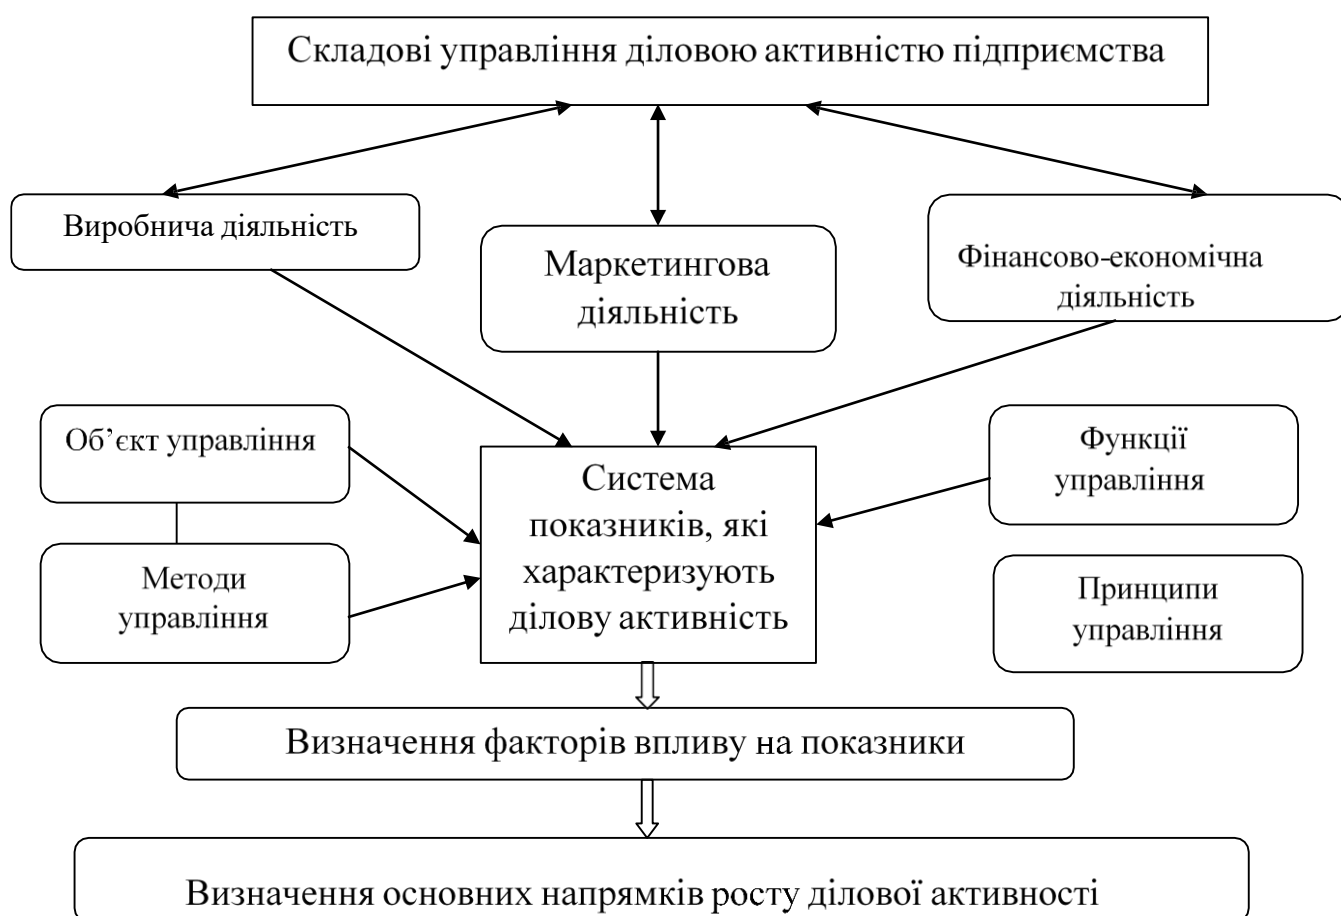 Складові управління діловою активністю підприємства
Виробнича діяльність
Маркетингова
діяльність
Фінансово-економічна
діяльність
Об’єкт управління
Методи
управління
Система
показників, які
характеризують
ділову активність
Функції
управління
Принципи
управління
Визначення факторів впливу на показники
Визначення основних напрямків росту ділової активності